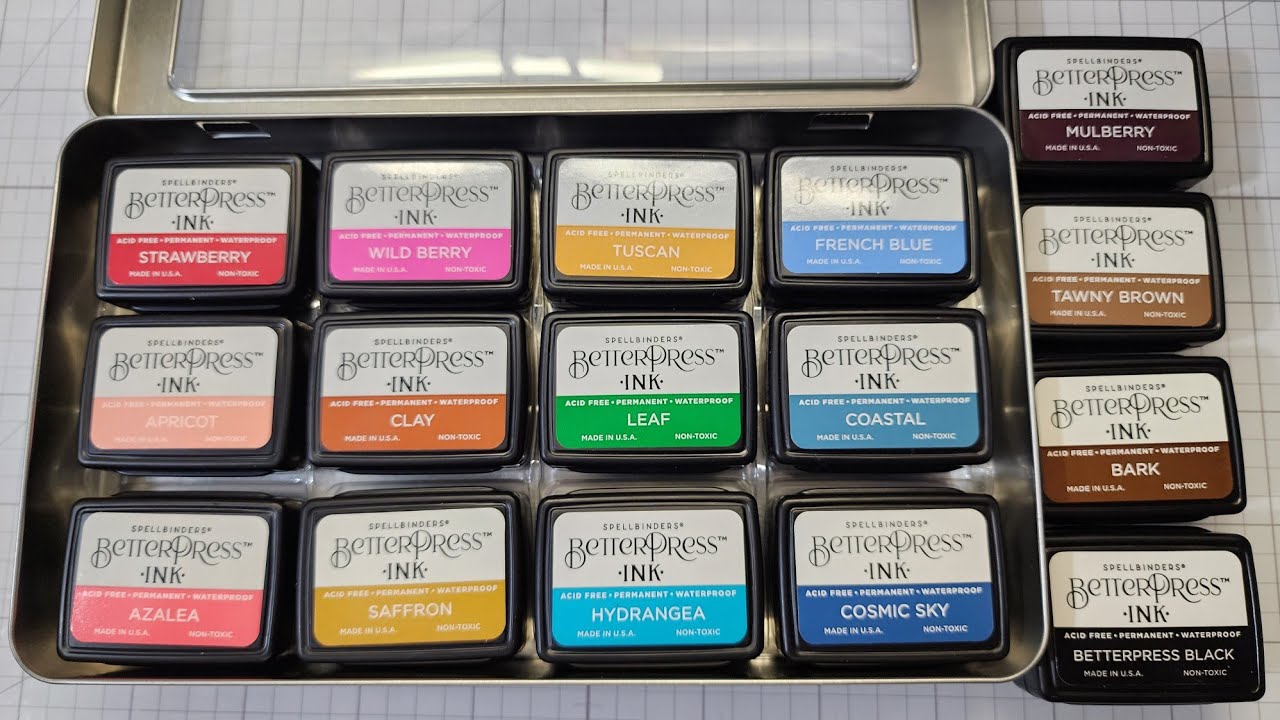 SPELLBINDERS®
BETTERPRESS™
·INK·
ACID FREE • PERMANENT • WATERPROOF
STRAWBERRY
MADE IN U.S.A. NON-TOXIC
SPELLBINDERS®
BETTERPRESS™
·INK·
ACID FREE • PERMANENT • WATERPROOF
WILD BERRY
MADE IN U.S.A. NON-TOXIC
SPELLBINDERS®
BETTERPRESS™
·INK·
ACID FREE • PERMANENT • WATERPROOF
TUSCAN
MADE IN U.S.A. NON-TOXIC
SPELLBINDERS®
BETTERPRESS™
·INK·
ACID FREE • PERMANENT • WATERPROOF
FRENCH BLUE
MADE IN U.S.A. NON-TOXIC
SPELLBINDERS®
BETTERPRESS™
·INK·
ACID FREE • PERMANENT • WATERPROOF
APRICOT
MADE IN U.S.A. NON-TOXIC
SPELLBINDERS®
BETTERPRESS™
·INK·
ACID FREE • PERMANENT • WATERPROOF
CLAY
MADE IN U.S.A. NON-TOXIC
SPELLBINDERS®
BETTERPRESS™
·INK·
ACID FREE • PERMANENT • WATERPROOF
LEAF
MADE IN U.S.A. NON-TOXIC
SPELLBINDERS®
BETTERPRESS™
·INK·
ACID FREE • PERMANENT • WATERPROOF
COASTAL
MADE IN U.S.A. NON-TOXIC
SPELLBINDERS®
BETTERPRESS™
·INK·
ACID FREE • PERMANENT • WATERPROOF
AZALEA
MADE IN U.S.A. NON-TOXIC
SPELLBINDERS®
BETTERPRESS™
·INK·
ACID FREE • PERMANENT • WATERPROOF
SAFFRON
MADE IN U.S.A. NON-TOXIC
SPELLBINDERS®
BETTERPRESS™
·INK·
ACID FREE • PERMANENT • WATERPROOF
HYDRANGEA
MADE IN U.S.A. NON-TOXIC
SPELLBINDERS®
BETTERPRESS™
·INK·
ACID FREE • PERMANENT • WATERPROOF
COSMIC SKY
MADE IN U.S.A. NON-TOXIC
SPELLBINDERS®
BETTERPRESS™
·INK·
ACID FREE • PERMANENT • WATERPROOF
MULBERRY
MADE IN U.S.A. NON-TOXIC
SPELLBINDERS®
BETTERPRESS™
·INK·
ACID FREE • PERMANENT • WATERPROOF
TAWNY BROWN
MADE IN U.S.A. NON-TOXIC
SPELLBINDERS®
BETTERPRESS™
·INK·
ACID FREE • PERMANENT • WATERPROOF
BARK
MADE IN U.S.A. NON-TOXIC
SPELLBINDERS®
BETTERPRESS™
·INK·
ACID FREE • PERMANENT • WATERPROOF
BETTERPRESS BLACK
MADE IN U.S.A. NON-TOXIC